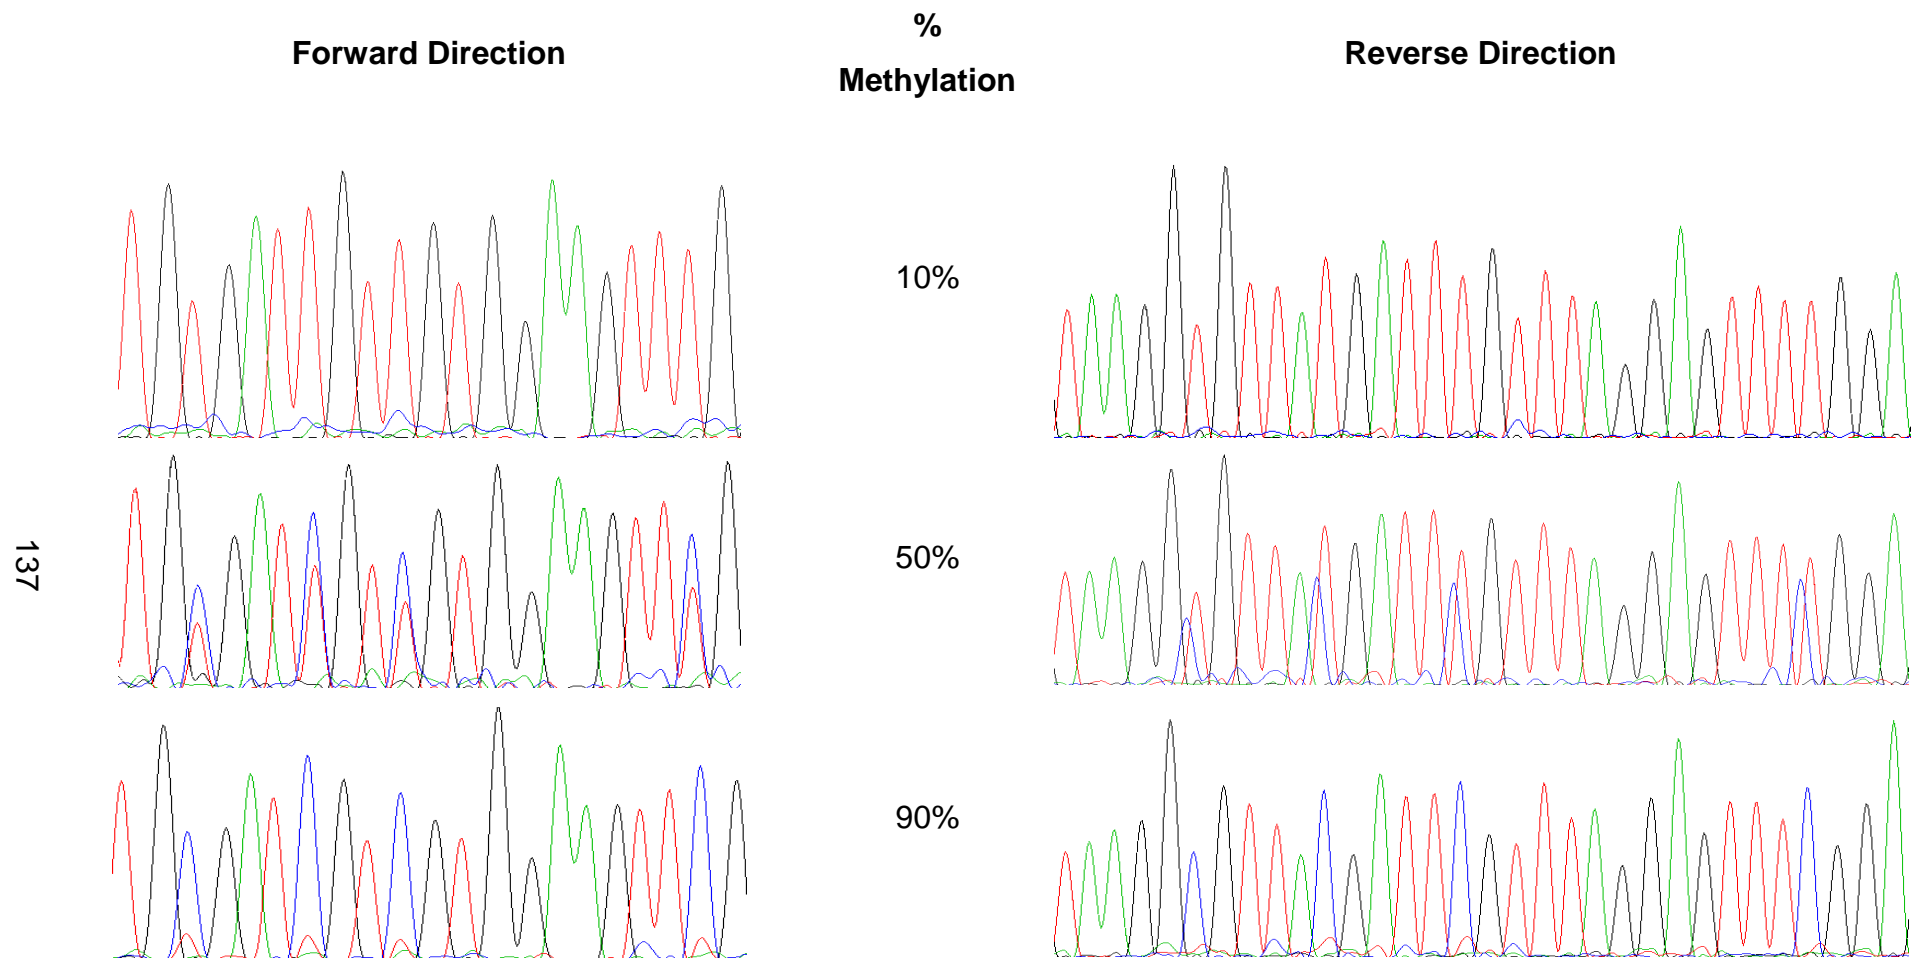 Forward Direction
%
Methylation
Reverse Direction
10%
50%
90%
137